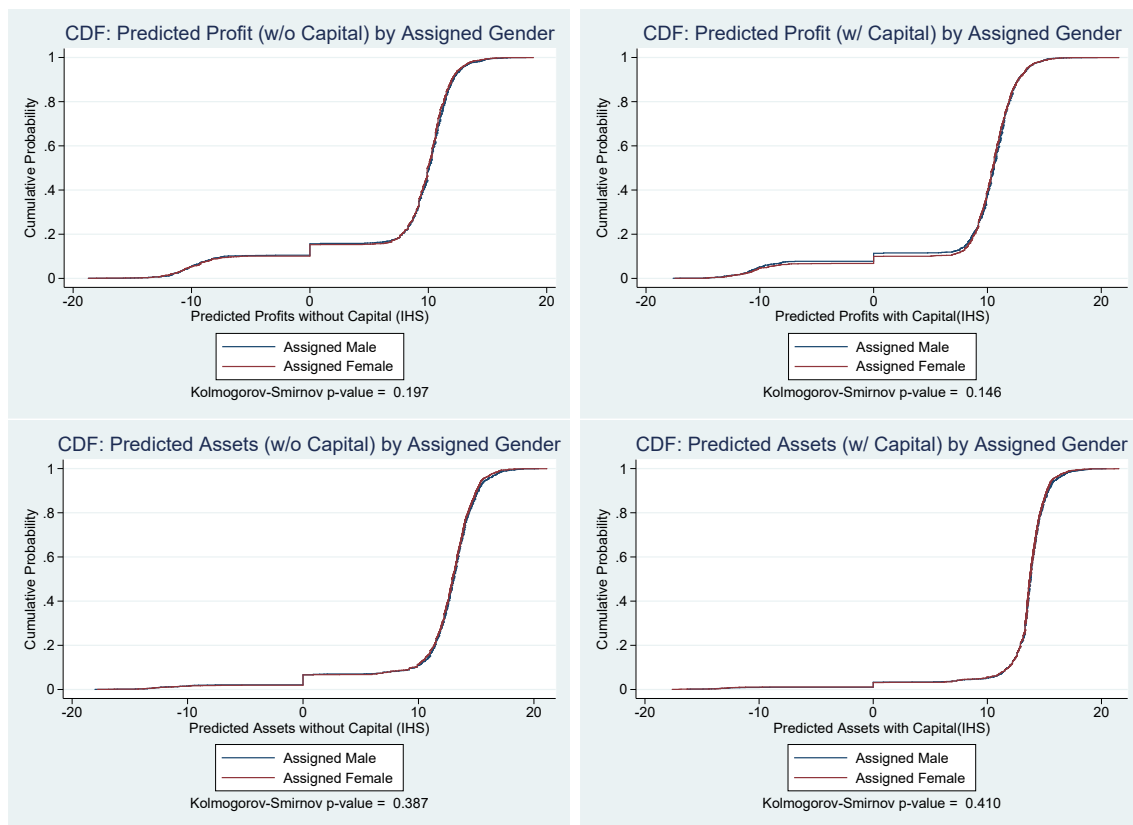 CDF: Predicted Profit (w/o Capital) by Assigned Gender
Cumulative Probability
1
.8
.6
.4
.2
0
-20 -10 0 10 20
Predicted Profits without Capital (IHS)
Assigned Male
Assigned Female
Kolmogorov-Smirnov p-value = 0.197
CDF: Predicted Profit (w/ Capital) by Assigned Gender
Cumulative Probability
1
.8
.6
.4
.2
0
-20 -10 0 10 20
Predicted Profits with Capital(IHS)
Assigned Male
Assigned Female
Kolmogorov-Smirnov p-value = 0.146
CDF: Predicted Assets (w/o Capital) by Assigned Gender
Cumulative Probability
1
.8
.6
.4
.2
0
-20 -10 0 10 20
Predicted Assets without Capital (IHS)
Assigned Male
Assigned Female
Kolmogorov-Smirnov p-value = 0.387
CDF: Predicted Assets (w/ Capital) by Assigned Gender
Cumulative Probability
1
.8
.6
.4
.2
0
-20 -10 0 10 20
Predicted Assets with Capital(IHS)
Assigned Male
Assigned Female
Kolmogorov-Smirnov p-value = 0.410